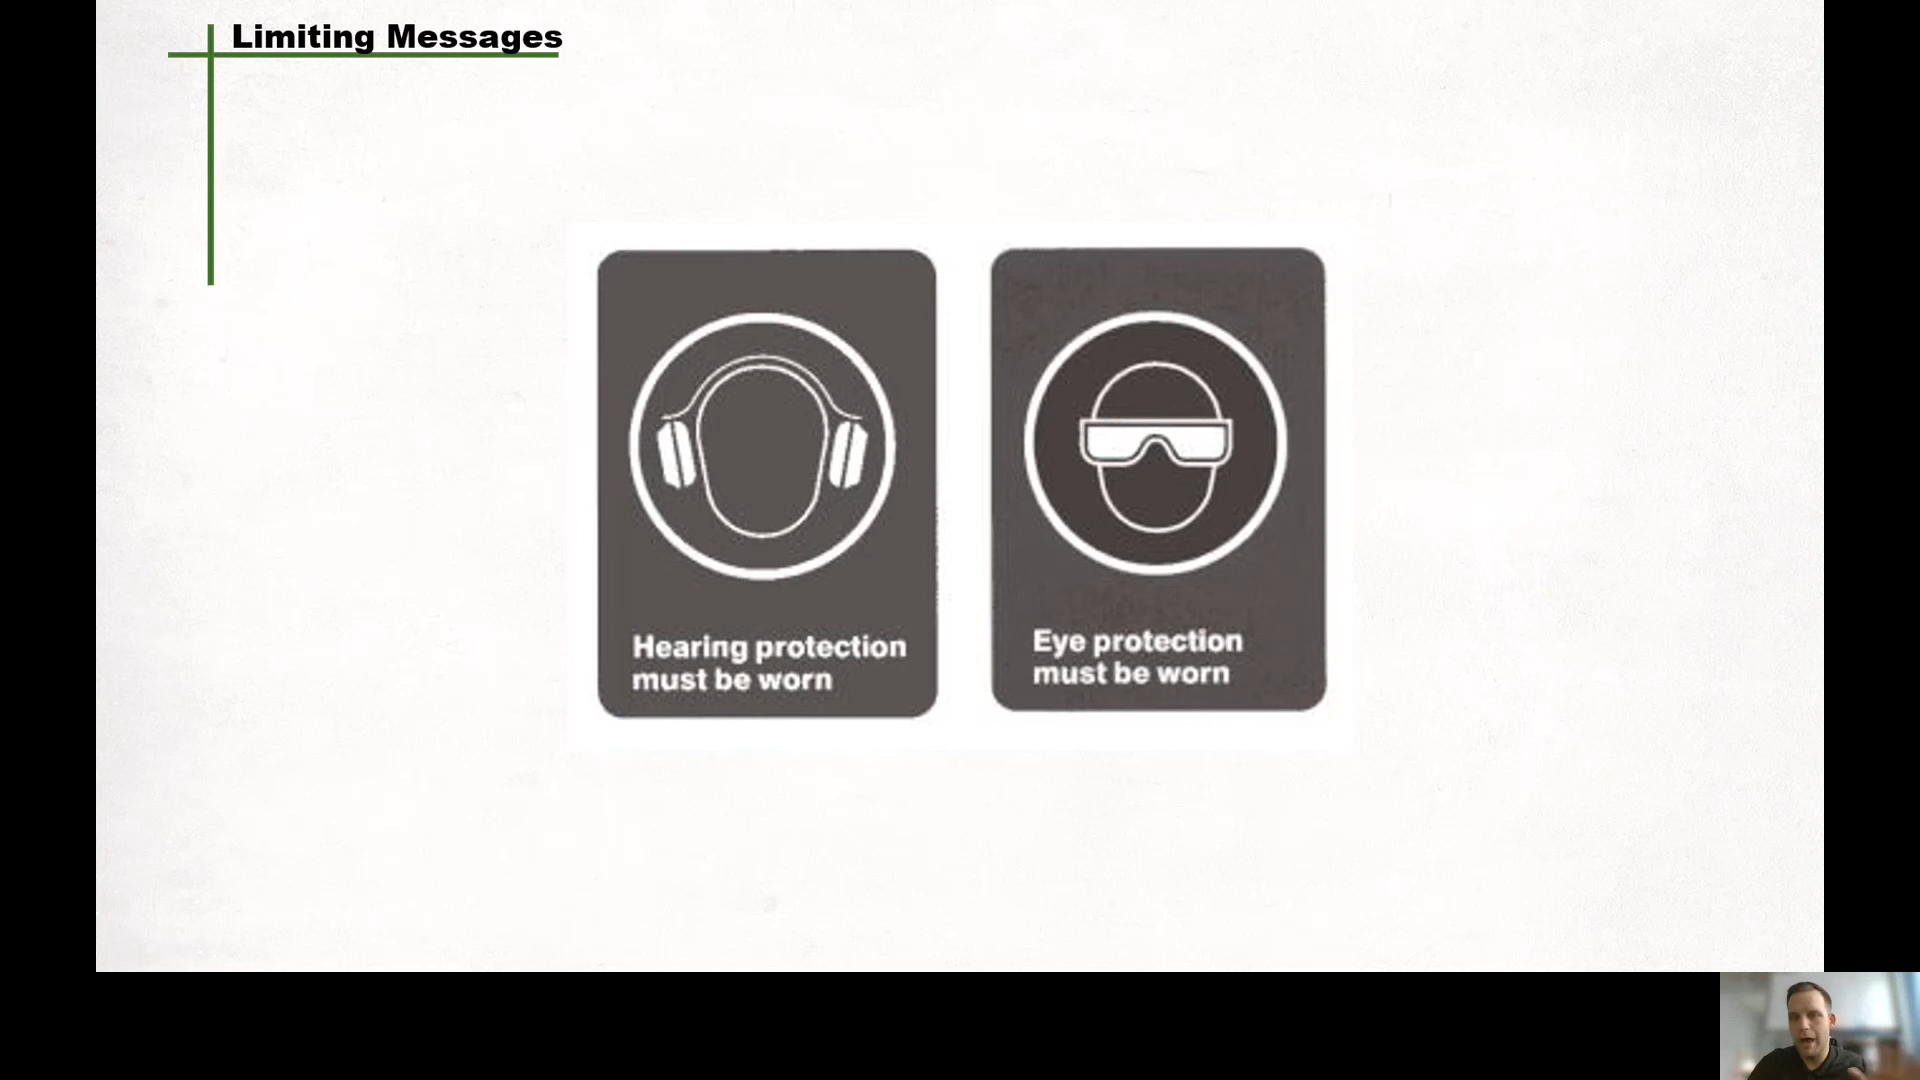 Limiting Messages
Hearing protection
must be worn
Eye protection
must be worn